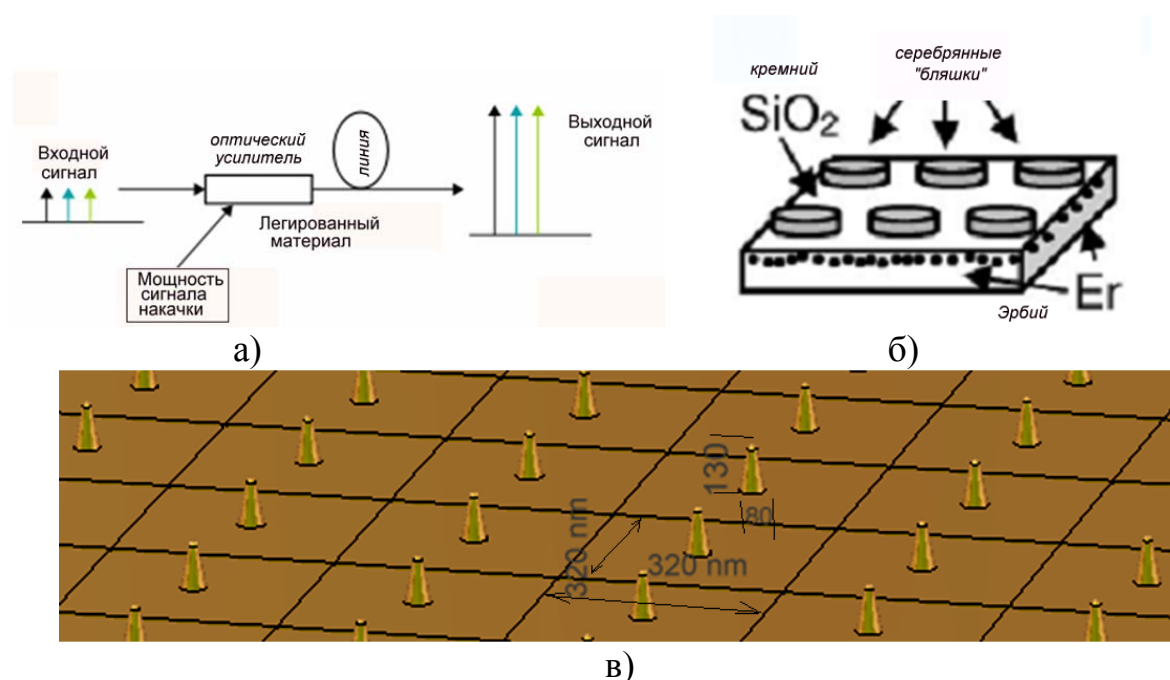 Входной
сигнал
оптический
усилитель
линия
Легированный
материал
Мощность
сигнала
накачки
Выходной
сигнал
а)
кремний
SiO₂
серебрянные
"бляшки"
Er
Эрбий
б)
130
80
320 nm
320 nm
в)